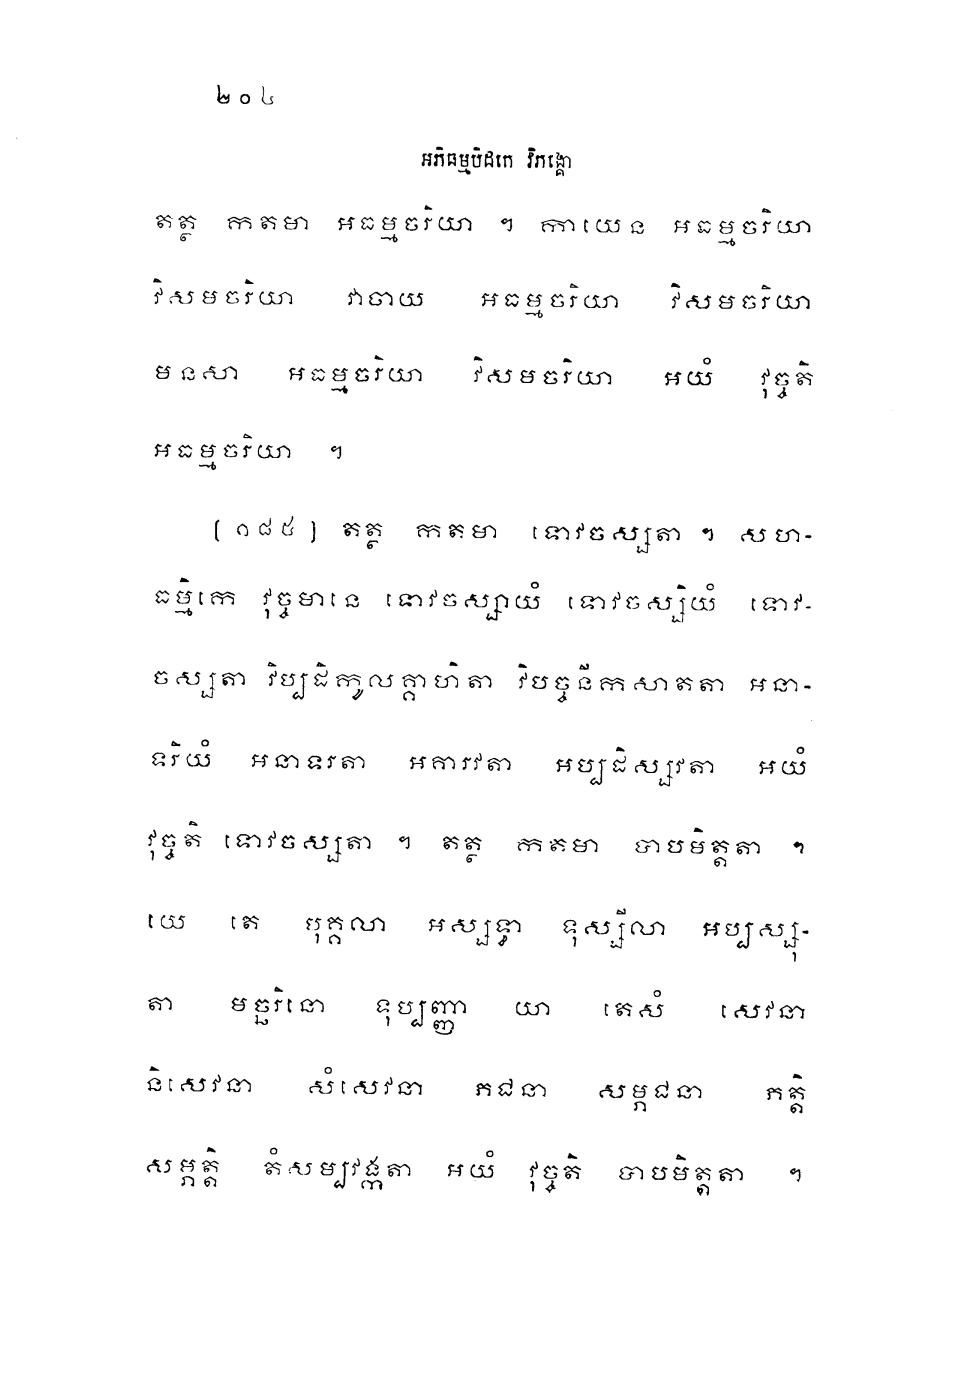 ២០៤
អភិធម្មបិដកេ វិភង្គោ
តត្ថ កតមា អធម្មចរិយា ។ កាយេន អធម្មចរិយា
វិសមចរិយា វាចាយ អធម្មចរិយា វិសមចរិយា
មនសា អធម្មចរិយា វិសមចរិយា អយំ វុច្ចតិ
អធម្មចរិយា ។
(១៨៥) តត្ថ កតមា ទោវចស្សតា ។ សហ-
ធម្មិកេ វុច្ចមានេ ទោវចស្សាយំ ទោវចស្សិយំ ទោវ-
ចស្សតា វិប្បដិកូលគ្គាហិតា វិបច្ចនីកសាតតា អនា-
ទរិយំ អនាទរតា អគារវតា អប្បដិស្សវតា អយំ
វុច្ចតិ ទោវចស្សតា ។ តត្ថ កតមា បាបមិត្តតា ។
យេ តេ បុគ្គលា អស្សទ្ធា ទុស្សីលា អប្បស្សុ-
តា មច្ឆរិនោ ទុប្បញ្ញា យា តេសំ សេវនា
និសេវនា សំសេវនា ភជនា សម្ភជនា ភត្តិ
សម្ភត្តិ តំសម្បវង្កតា អយំ វុច្ចតិ បាបមិត្តតា ។